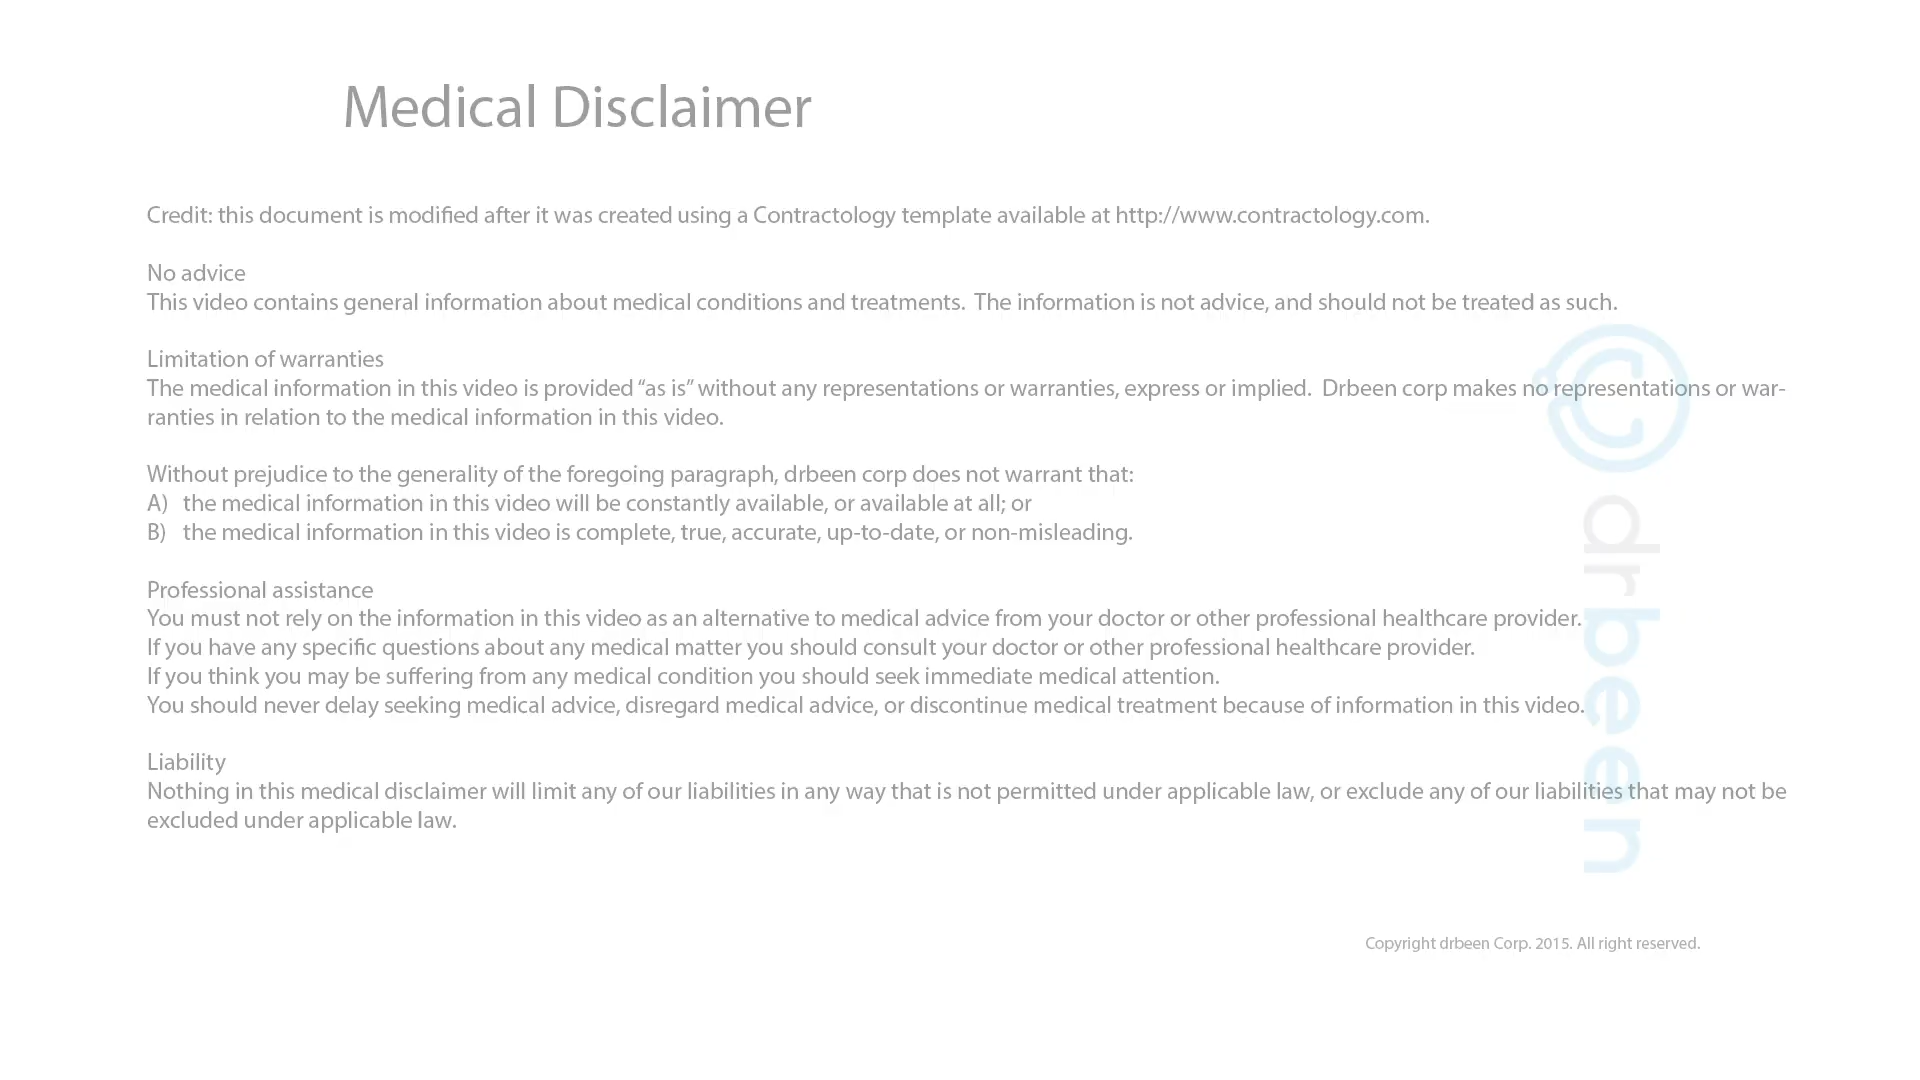 Medical Disclaimer
Credit: this document is modified after it was created using a Contractology template available at http://www.contractology.com.
No advice
This video contains general information about medical conditions and treatments.  The information is not advice, and should not be treated as such.
Limitation of warranties
The medical information in this video is provided “as is” without any representations or warranties, express or implied.  Drbeen corp makes no representations or war-
ranties in relation to the medical information in this video.
Without prejudice to the generality of the foregoing paragraph, drbeen corp does not warrant that:
A)   the medical information in this video will be constantly available, or available at all; or
B)   the medical information in this video is complete, true, accurate, up-to-date, or non-misleading.
Professional assistance
You must not rely on the information in this video as an alternative to medical advice from your doctor or other professional healthcare provider.
If you have any specific questions about any medical matter you should consult your doctor or other professional healthcare provider.
If you think you may be suffering from any medical condition you should seek immediate medical attention.
You should never delay seeking medical advice, disregard medical advice, or discontinue medical treatment because of information in this video.
Liability
Nothing in this medical disclaimer will limit any of our liabilities in any way that is not permitted under applicable law, or exclude any of our liabilities that may not be
excluded under applicable law.
© drbeen
Copyright drbeen Corp. 2015. All right reserved.